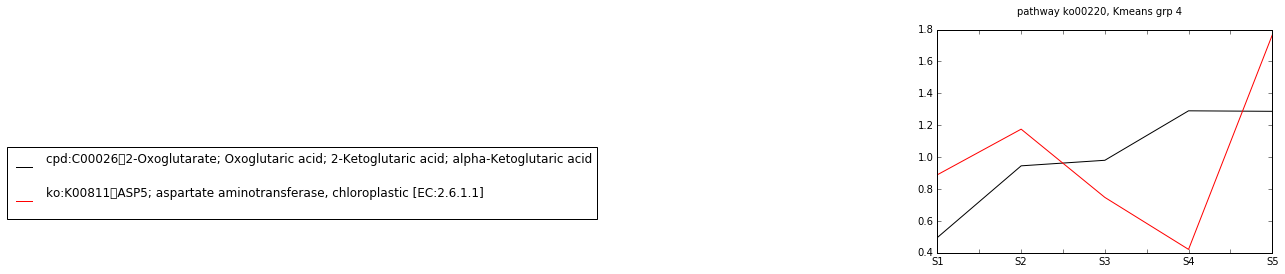 pathway ko00220, Kmeans grp 4
1.8
1.6
1.4
1.2
1.0
0.8
0.6
0.4
S1 S2 S3 S4 S5
cpd:C00026▯2-Oxoglutarate; Oxoglutaric acid; 2-Ketoglutaric acid; alpha-Ketoglutaric acid
ko:K00811▯ASP5; aspartate aminotransferase, chloroplastic [EC:2.6.1.1]